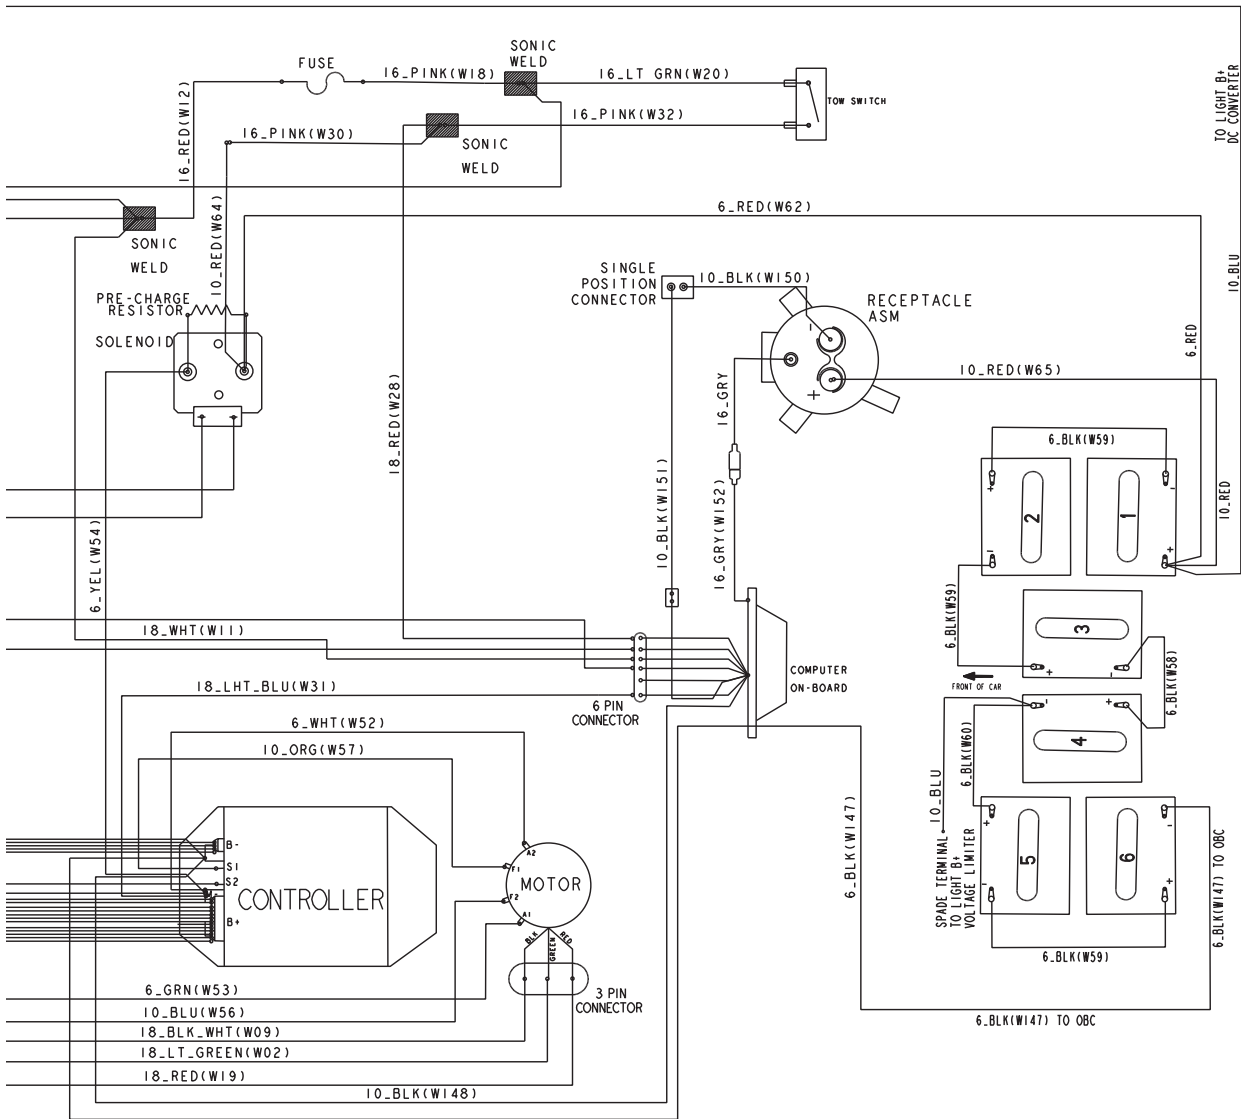 SONIC
WELD
FUSE
16_PINK(W18)
16_LT GRN(W20)
TOW SWITCH
TO LIGHT B+
DC CONVERTER
16_RED(W12)
16_PINK(W30)
16_PINK(W32)
SONIC
WELD
10_RED(W64)
6_RED(W62)
SONIC
WELD
10_BLU
SINGLE
POSITION
CONNECTOR
10_BLK(W150)
RECEPTACLE
ASM
-
+
PRE-CHARGE
RESISTOR
SOLENOID
6_RED
10_RED(W65)
16_GRY
18_RED(W28)
6_BLK(W59)
+
-
2
1
-
+
10_RED
10_BLK(W151)
16_GRY(W152)
6_YEL(W54)
6_BLK(W59)
3
+
-
18_WHT(W11)
COMPUTER
ON-BOARD
FRONT OF CAR
6_BLK(W58)
18_LHT_BLU(W31)
6 PIN
CONNECTOR
-
+
4
6_WHT(W52)
10_ORG(W57)
6_BLK(W60)
10_BLU
6_BLK(W147)
+
-
5
6
-
+
B-
S1
S2
B+
CONTROLLER
A2
F1
MOTOR
F2
A1
BLK
GREEN
RED
SPADE TERMINAL
TO LIGHT B+
VOLTAGE LIMITER
6_BLK(W147) TO OBC
6_BLK(W59)
6_GRN(W53)
3 PIN
CONNECTOR
10_BLU(W56)
18_BLK_WHT(W09)
18_LT_GREEN(W02)
18_RED(W19)
10_BLK(W148)
6_BLK(W147) TO OBC